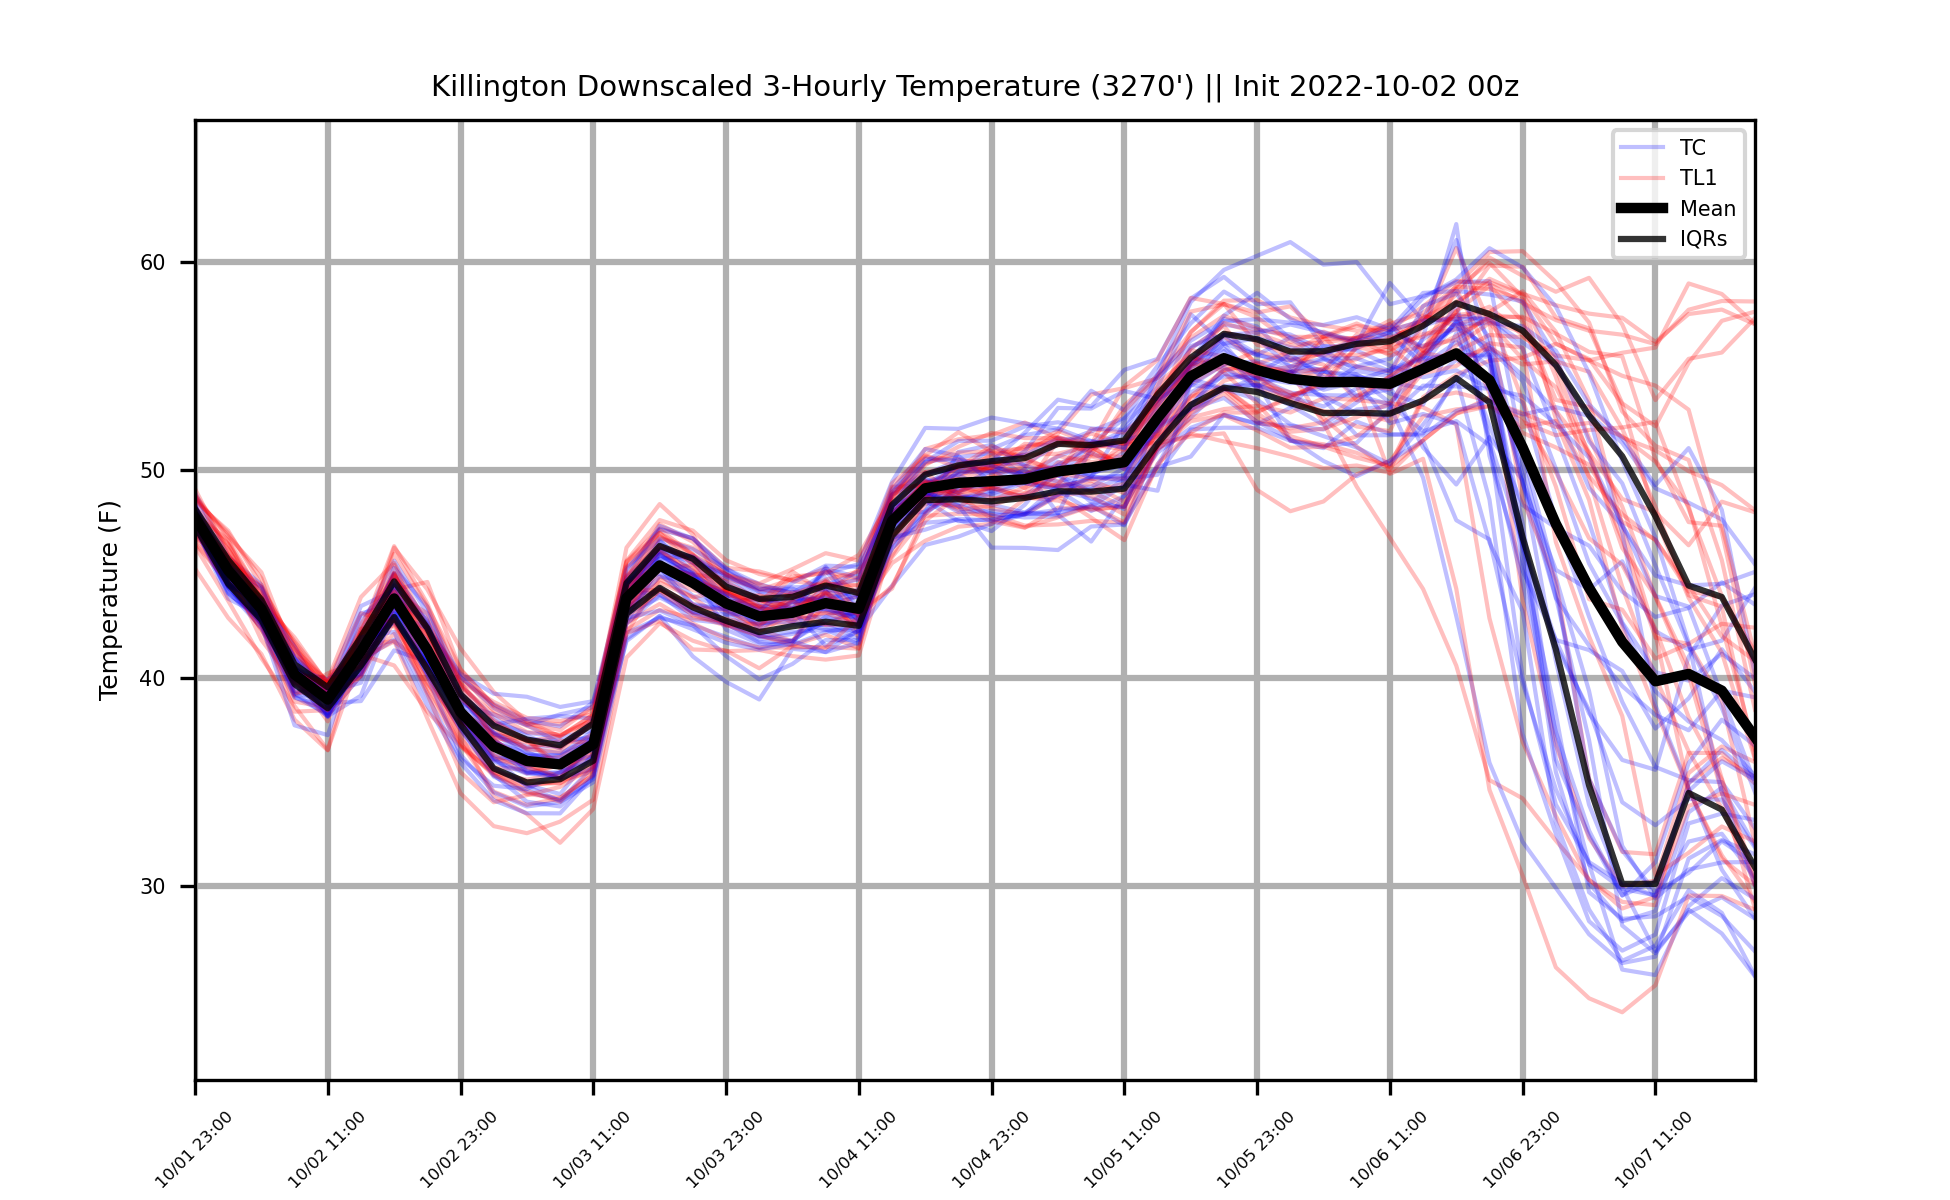 Killington Downscaled 3-Hourly Temperature (3270') || Init 2022-10-02 00z
TC
TL1
Mean
IQRs
Temperature (F)
60
50
40
30
10/01 23:00
10/02 11:00
10/02 23:00
10/03 11:00
10/03 23:00
10/04 11:00
10/04 23:00
10/05 11:00
10/05 23:00
10/06 11:00
10/06 23:00
10/07 11:00